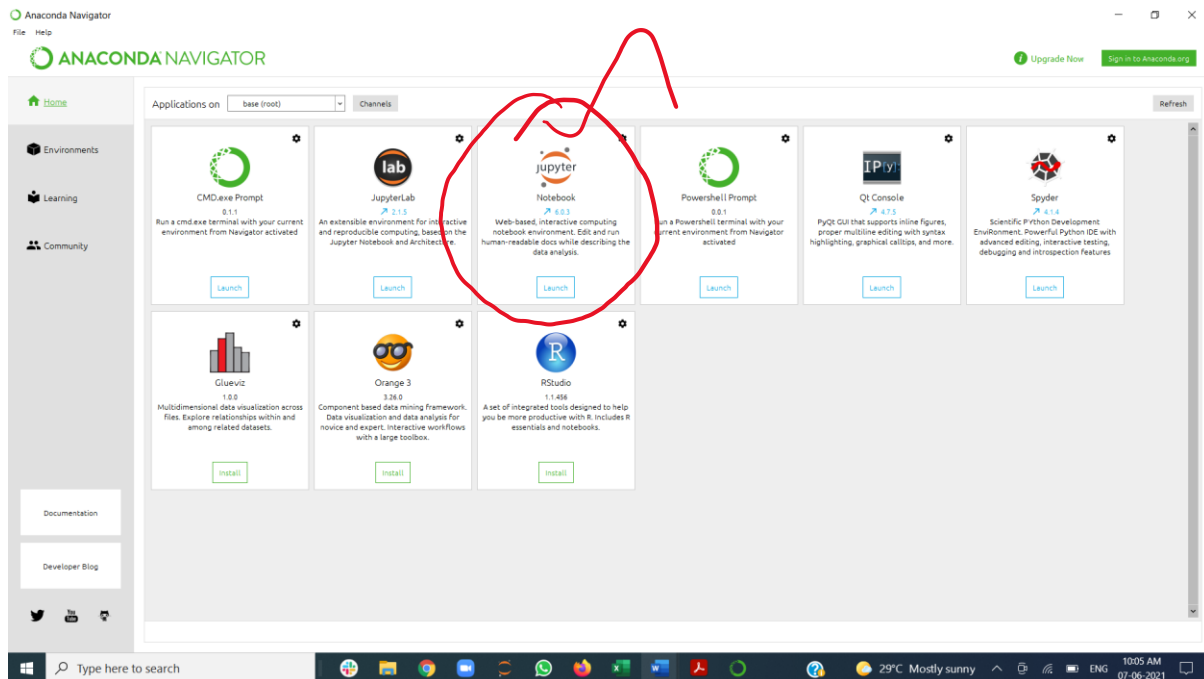 Anaconda Navigator
File Help
ANACONDA NAVIGATOR
Upgrade Now
Sign in to Anaconda.org
Home
Environments
Learning
Community
Applications on base (root) Channels
Refresh
lab
jupyter
IP[y]:
CMD.exe Prompt
0.1.1
Run a cmd.exe terminal with your current
environment from Navigator activated
Launch
JupyterLab
2.1.5
An extensible environment for interactive
and reproducible computing, based on the
Jupyter Notebook and Architecture.
Launch
Notebook
6.0.3
Web-based, interactive computing
notebook environment. Edit and run
human-readable docs while describing the
data analysis.
Launch
Powershell Prompt
0.0.1
Run a Powershell terminal with your
current environment from Navigator
activated
Launch
Qt Console
4.7.5
PyQt GUI that supports inline figures,
proper multiline editing with syntax
highlighting, graphical calltips, and more.
Launch
Spyder
4.1.4
Scientific PYthon Development
EnviRonment. Powerful Python IDE with
advanced editing, interactive testing,
debugging and introspection features
Launch
Glueviz
1.0.0
Multidimensional data visualization across
files. Explore relationships within and
among related datasets.
Install
Orange 3
3.26.0
Component based data mining framework.
Data visualization and data analysis for
novice and expert. Interactive workflows
with a large toolbox.
Install
R
RStudio
1.1.456
A set of integrated tools designed to help
you be more productive with R. Includes R
essentials and notebooks.
Install
Documentation
Developer Blog
You
Tube
Type here to search
29°C Mostly sunny
ENG
10:05 AM
07-06-2021